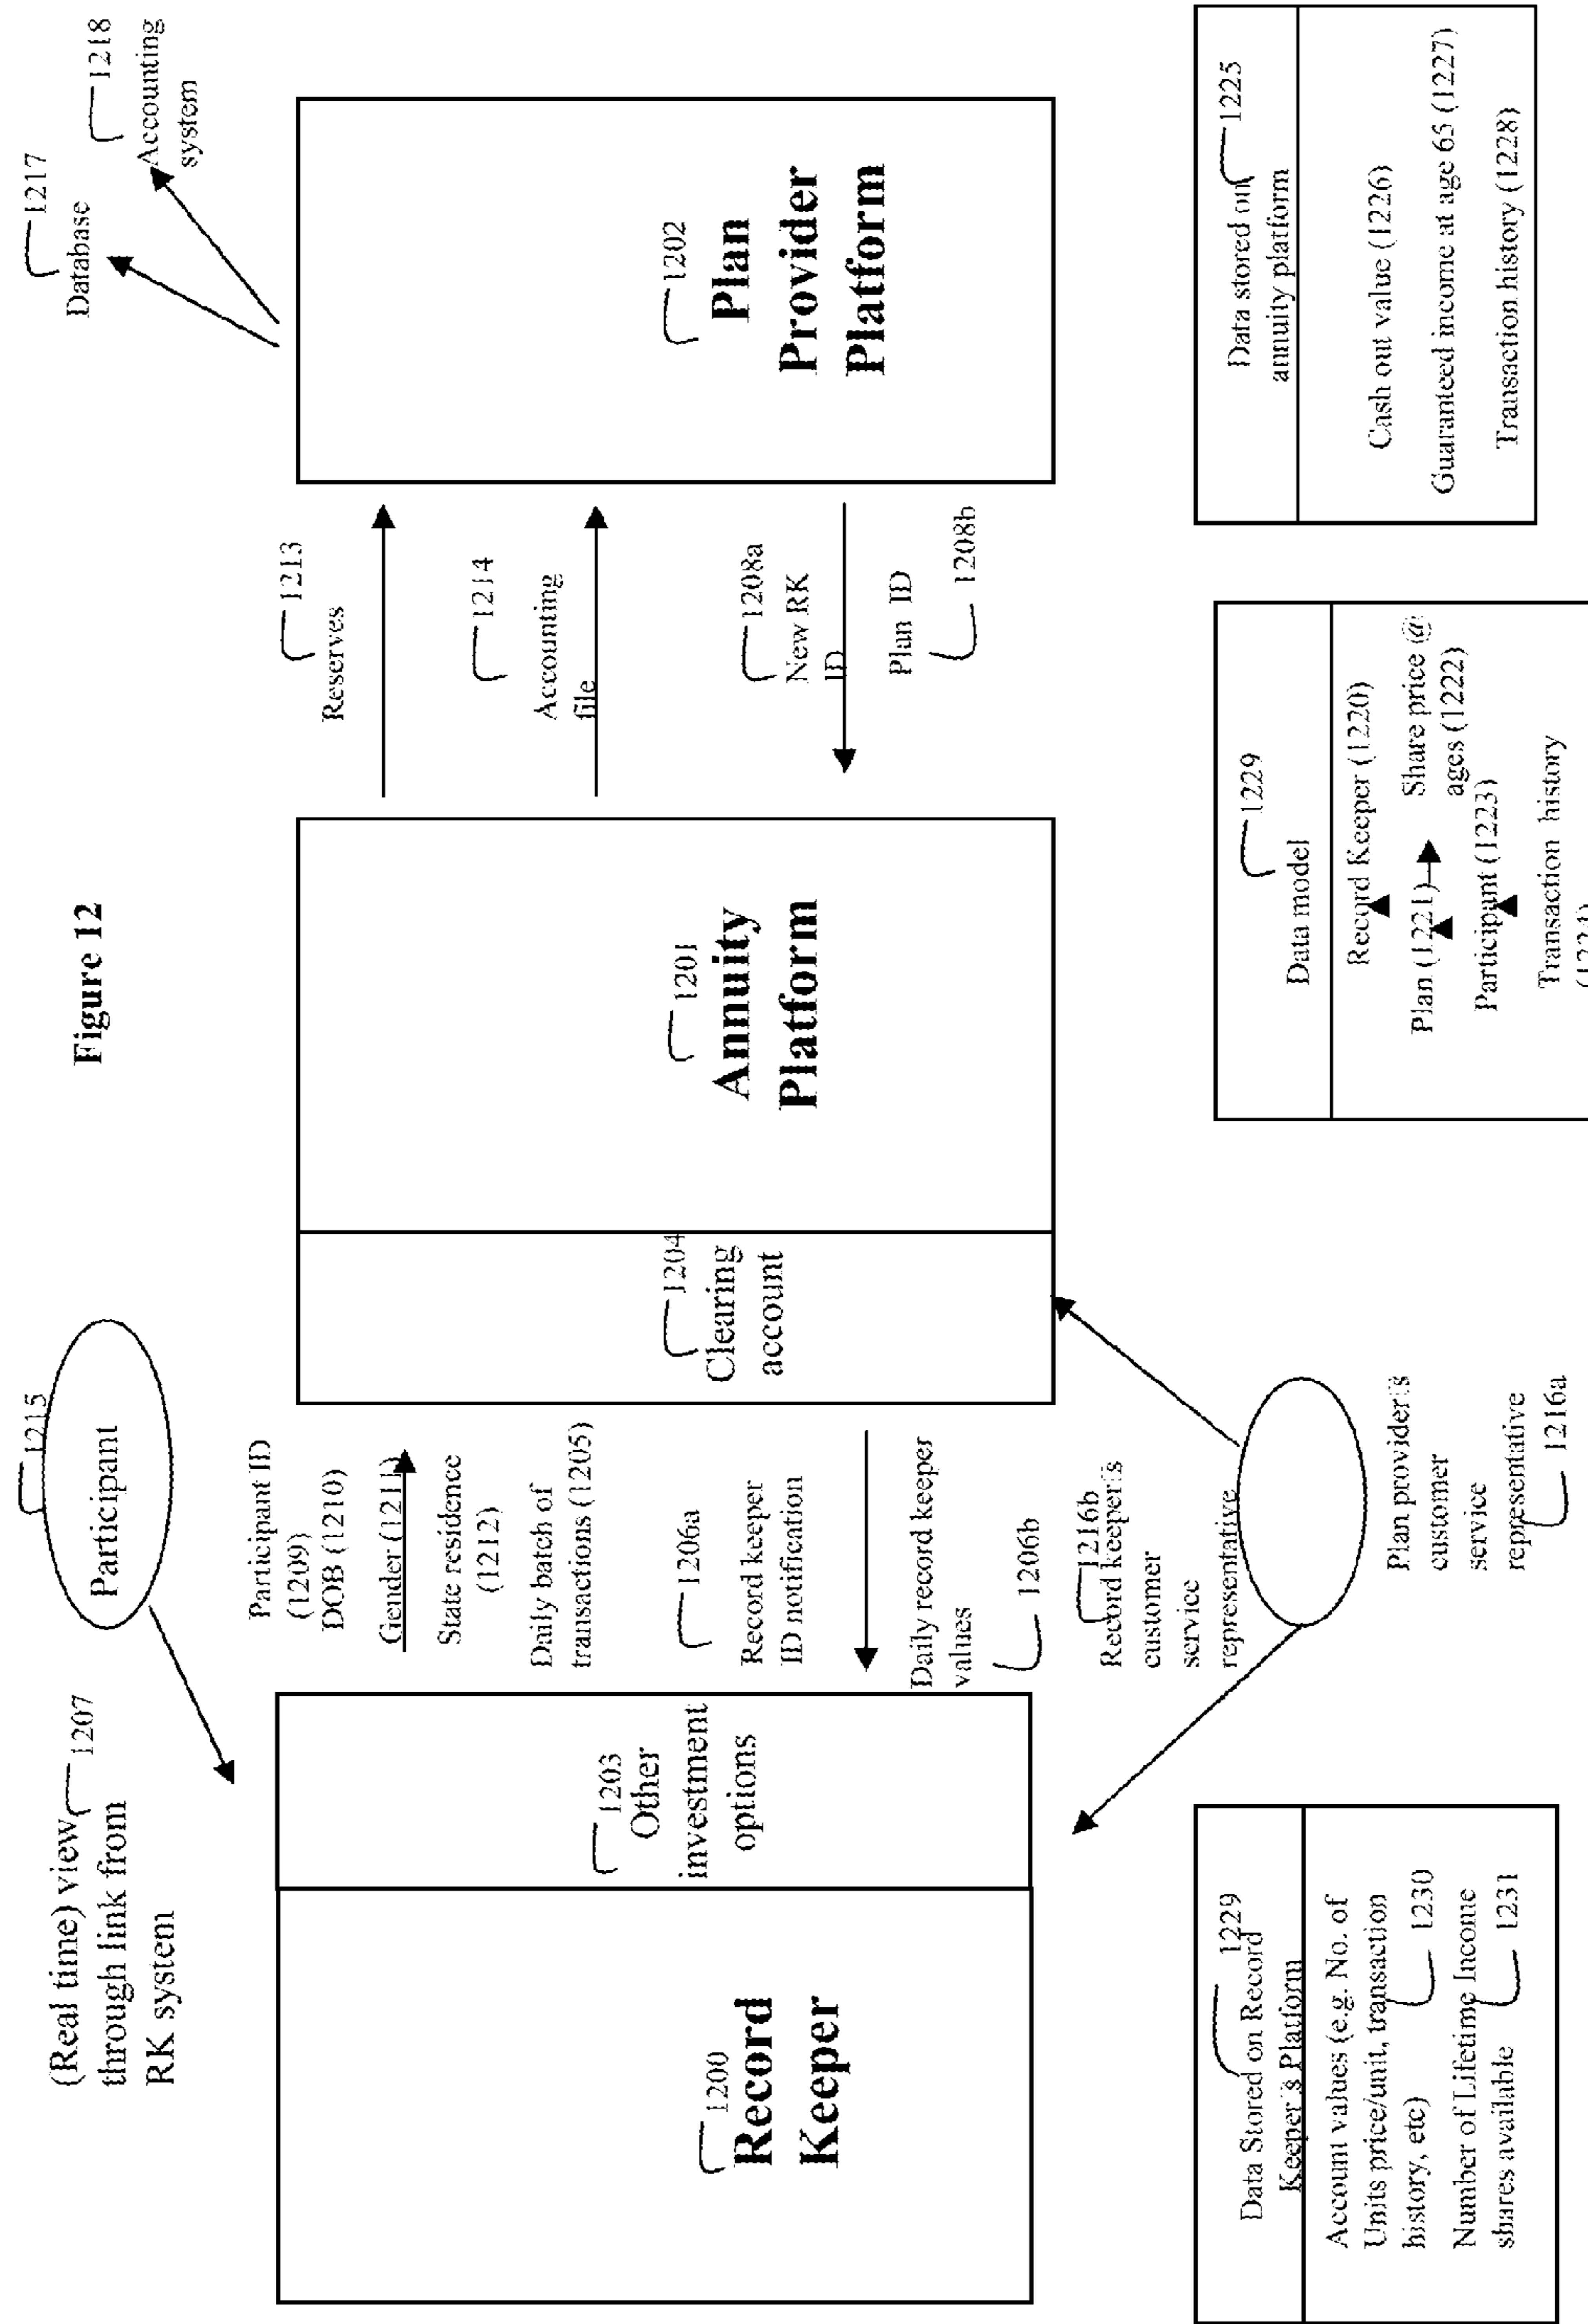 Figure 12
(Real time) view
1207
through link from
RK system
1215
Participant
1217
Database
1218
Accounting
system
1200
Record
Keeper
1203
Other
investment
options
Participant ID
(1209)
DOB (1210)
Gender (1211)
State residence
(1212)
Daily batch of
transactions (1205)
1206a
Record keeper
ID notification
Daily record keeper
values
1206b
1204
Clearing
account
1201
Annuity
Platform
1213
Reserves
1214
Accounting
file
1208a
New RK
ID
Plan ID
1208b
1202
Plan
Provider
Platform
1216b
Record keeper's
customer
service
representative
Plan provider's
customer
service
representative
1216a
1229
Data Stored on Record
Keeper's Platform
Account values (e.g. No. of
Units price/unit, transaction
history, etc)
1230
Number of Lifetime Income
shares available
1231
1229
Data model
Record Keeper (1220)
Plan (1221)
Share price @
ages (1222)
Participant (1223)
Transaction history
1225
Data stored on
annuity platform
Cash out value (1226)
Guaranteed income at age 65 (1227)
Transaction history (1228)